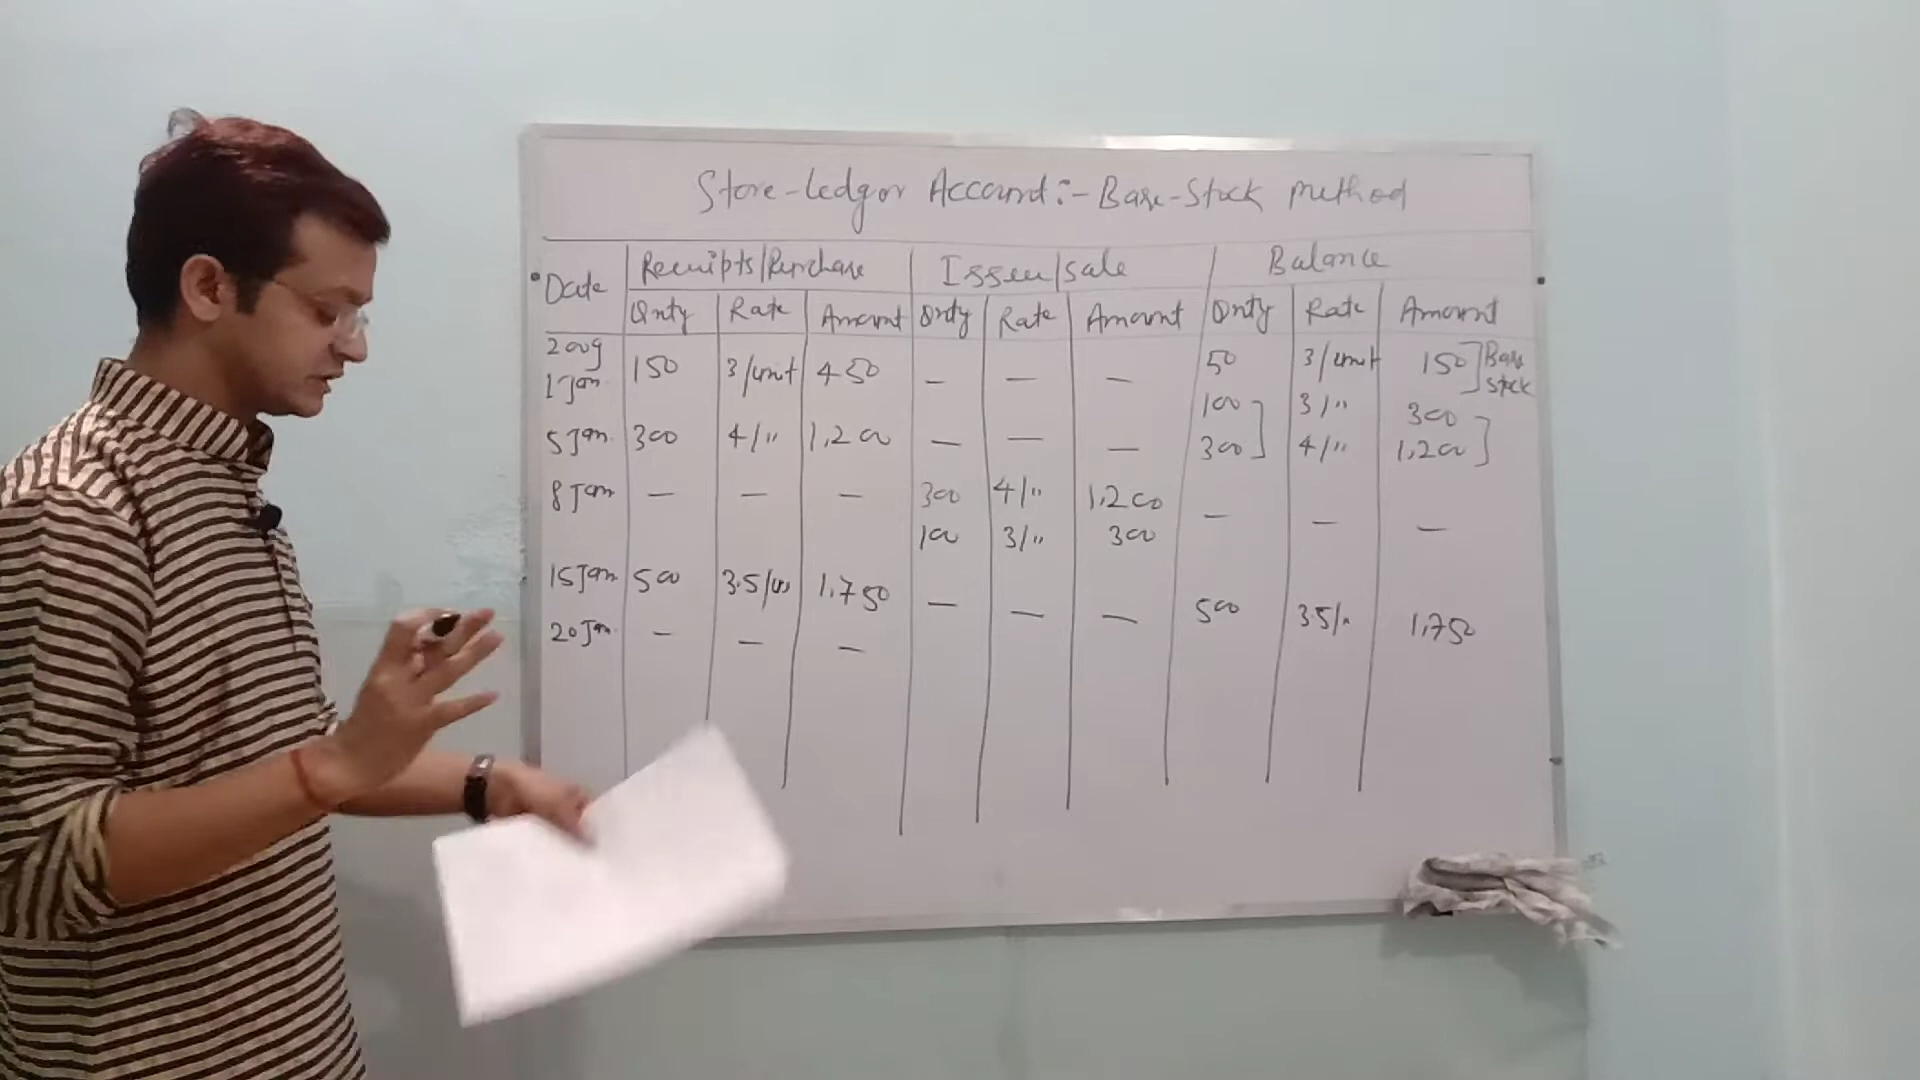 Store-Ledger Account:- Base-Stock Method
Date | Receipts/Purchase | Issue/sale | Balance
Qnty | Rate | Amount | Qnty | Rate | Amount | Qnty | Rate | Amount
2009
1 Jan. 150 3/unit 450 — — — 50 3/unit 150 ] Base Stock
100 ] 3/" 300 ]
5 Jan. 300 4/" 1,200 — — — 300 ] 4/" 1,200 ]
8 Jan — — — 300 4/" 1,200 — — —
100 3/" 300
15 Jan 500 3.5/" 1,750 — — — 500 3.5/" 1,750
20 Jan. — — —